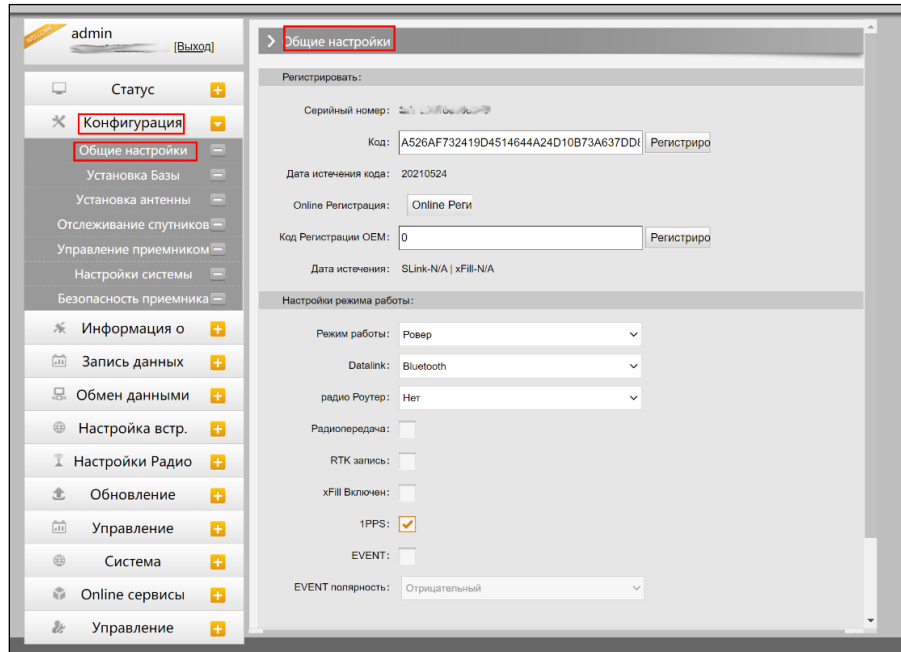 WELCOME
admin
[Выход]
Статус
Конфигурация
Общие настройки
Установка Базы
Установка антенны
Отслеживание спутников
Управление приемником
Настройки системы
Безопасность приемника
Информация о
Запись данных
Обмен данными
Настройка встр.
Настройки Радио
Обновление
Управление
Система
Online сервисы
Управление
Общие настройки
Регистрировать:
Серийный номер:
Код: A526AF732419D4514644A24D10B73A637DD Регистриро
Дата истечения кода: 20210524
Online Регистрация: Online Реги
Код Регистрации OEM: 0 Регистриро
Дата истечения: SLink-N/A | xFill-N/A
Настройки режима работы:
Режим работы: Ровер
Datalink: Bluetooth
радио Роутер: Нет
Радиопередача:
RTK запись:
xFill Включен:
1PPS:
EVENT:
EVENT полярность: Отрицательный